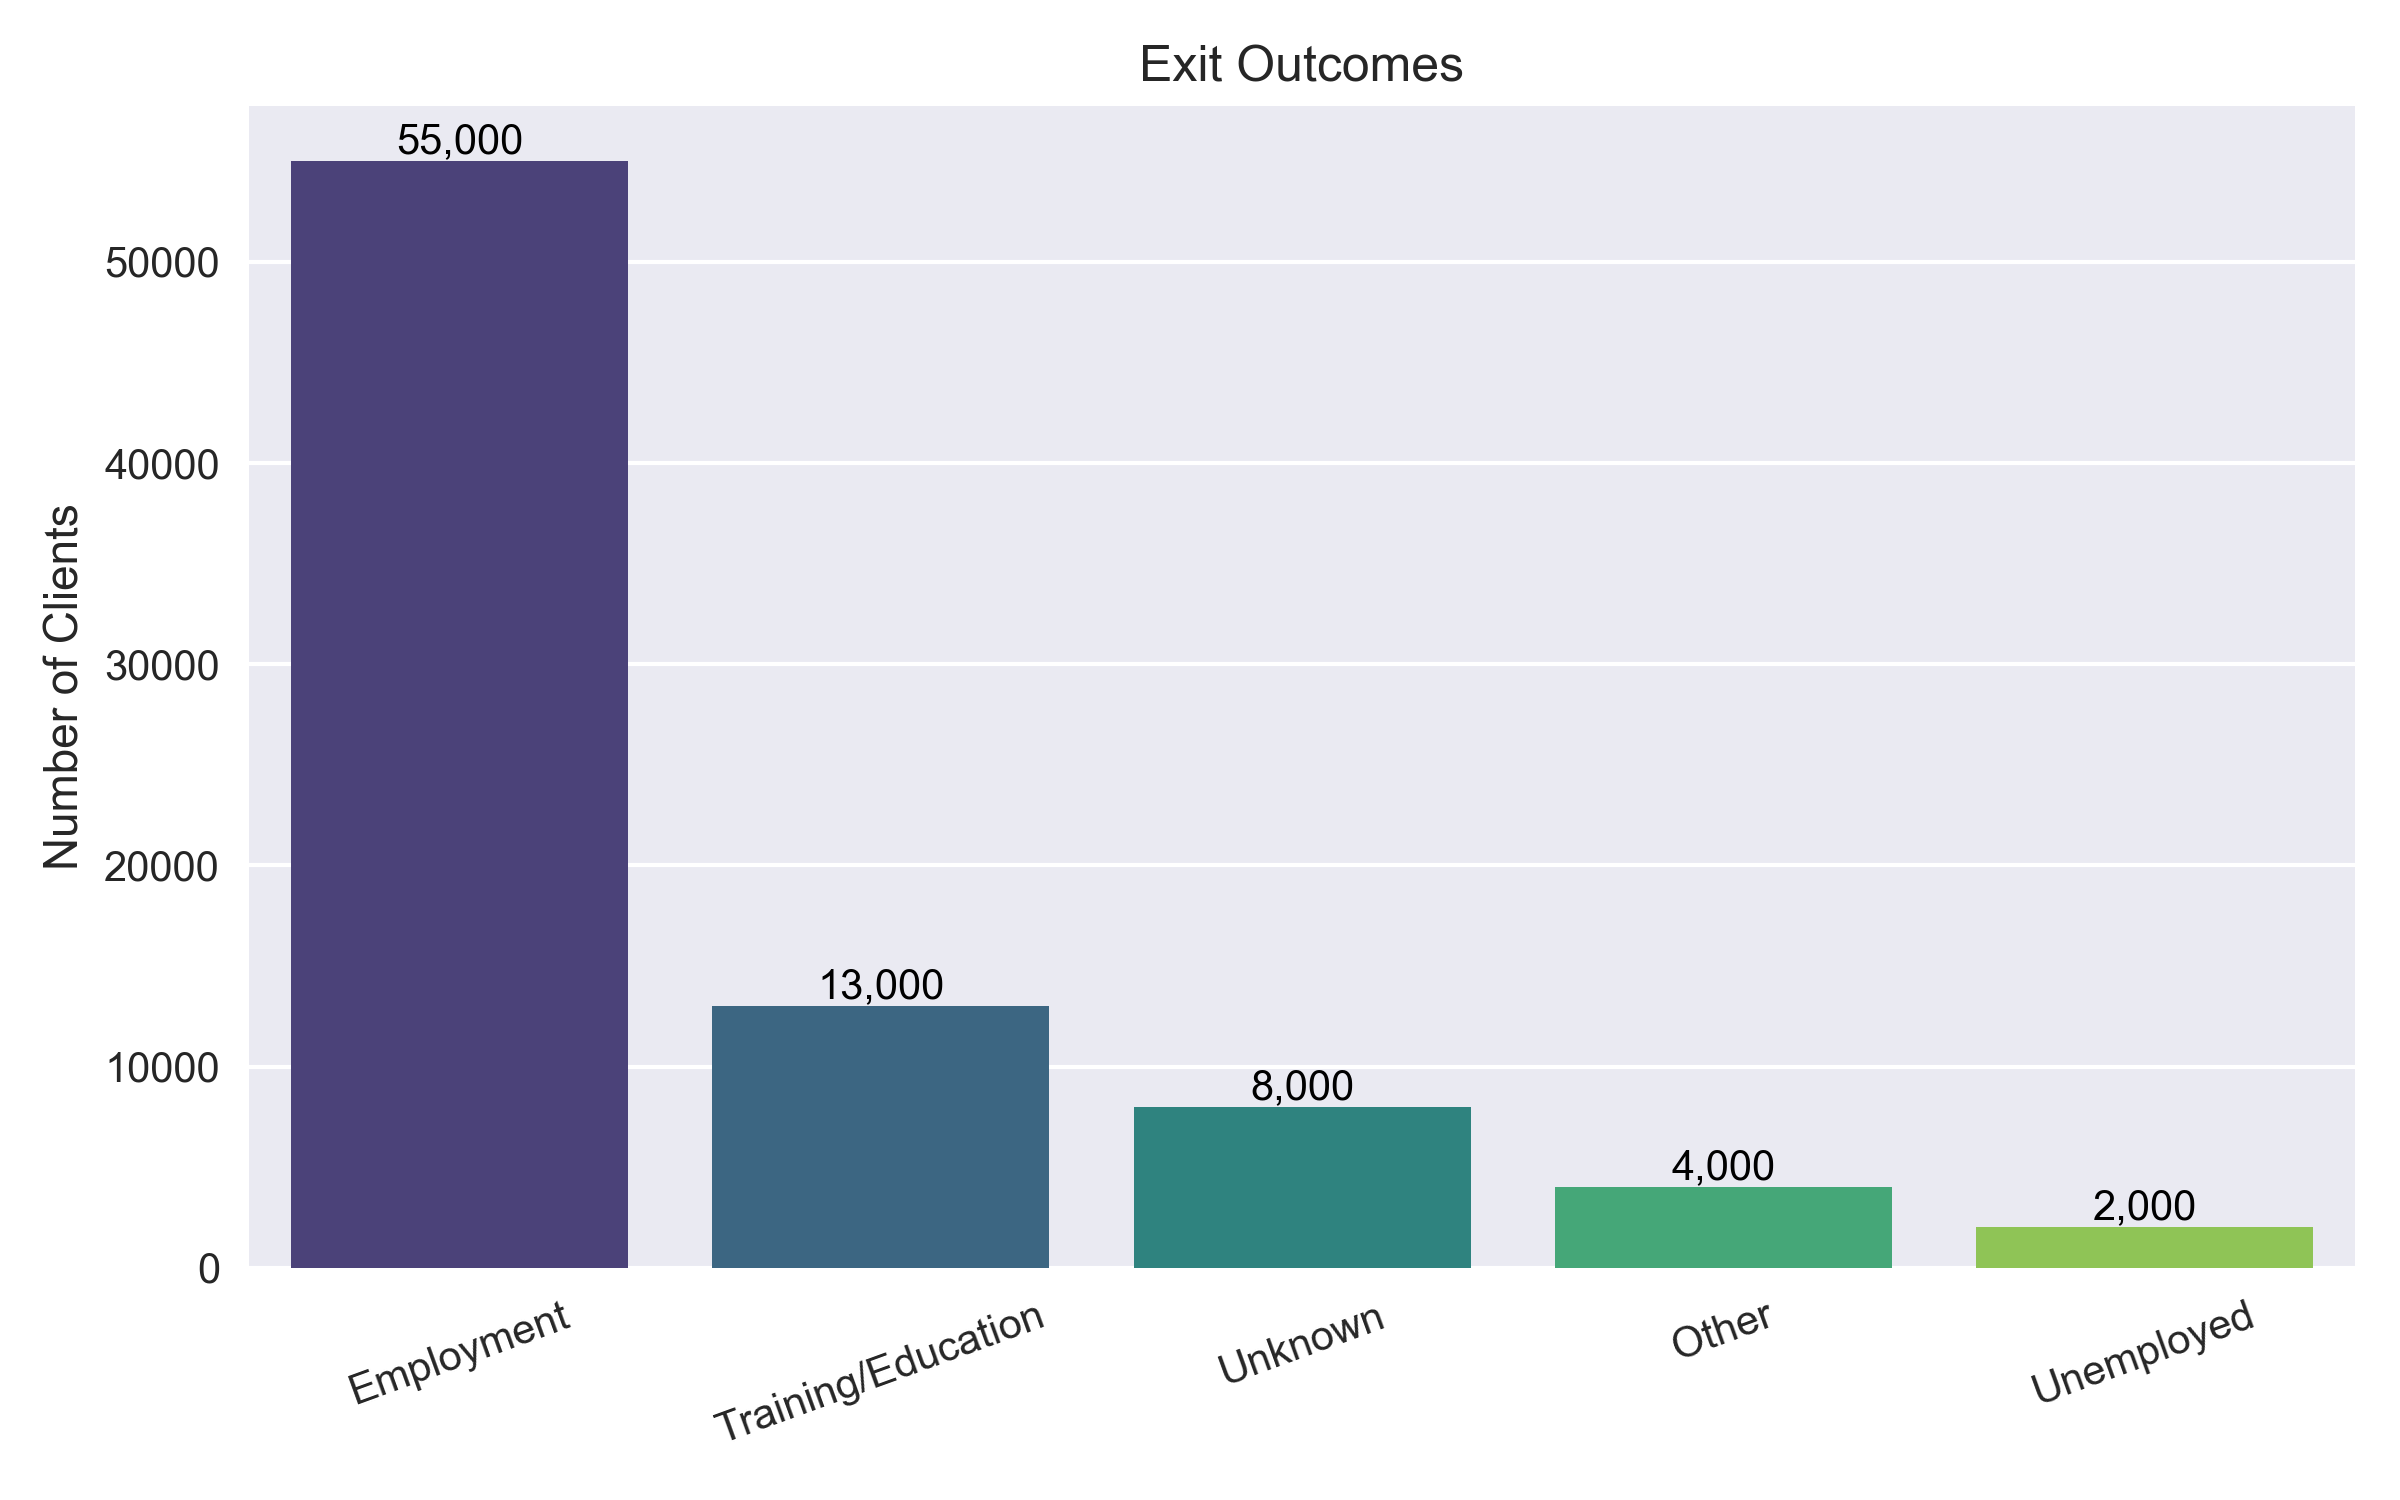 Exit Outcomes
Number of Clients
50000
40000
30000
20000
10000
0
55,000
13,000
8,000
4,000
2,000
Employment
Training/Education
Unknown
Other
Unemployed